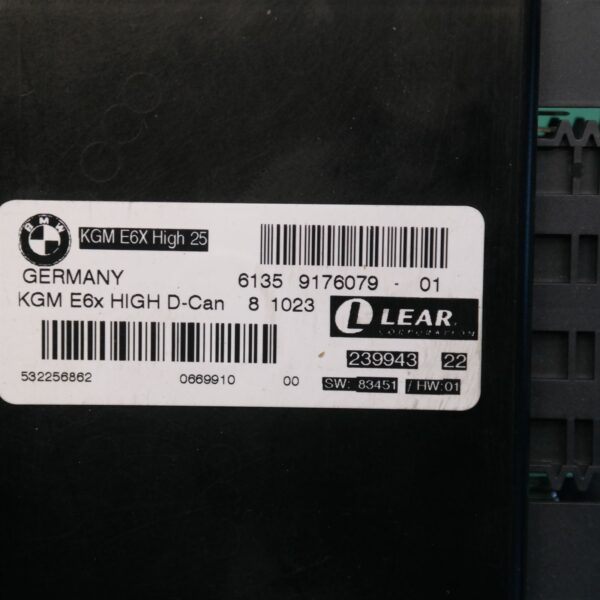 BMW
KGM E6X High 25
GERMANY 6135 9176079 - 01
KGM E6x HIGH D-Can 8 1023
L LEAR.
CORPORATION
239943 22
532256862 0669910 00 SW: 83451 / HW:01